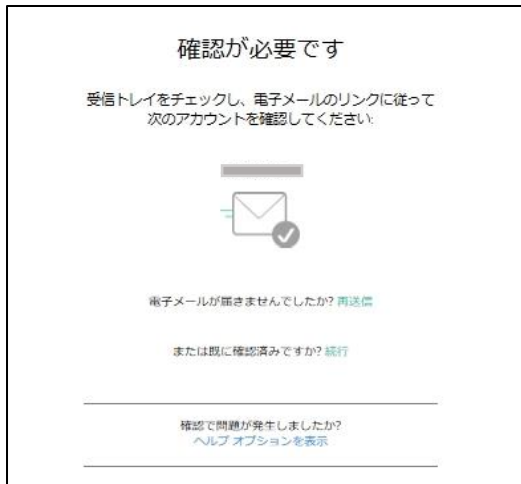 確認が必要です
受信トレイをチェックし、電子メールのリンクに従って
次のアカウントを確認してください:
電子メールが届きませんでしたか? 再送信
または既に確認済みですか? 続行
確認で問題が発生しましたか?
ヘルプ オプションを表示